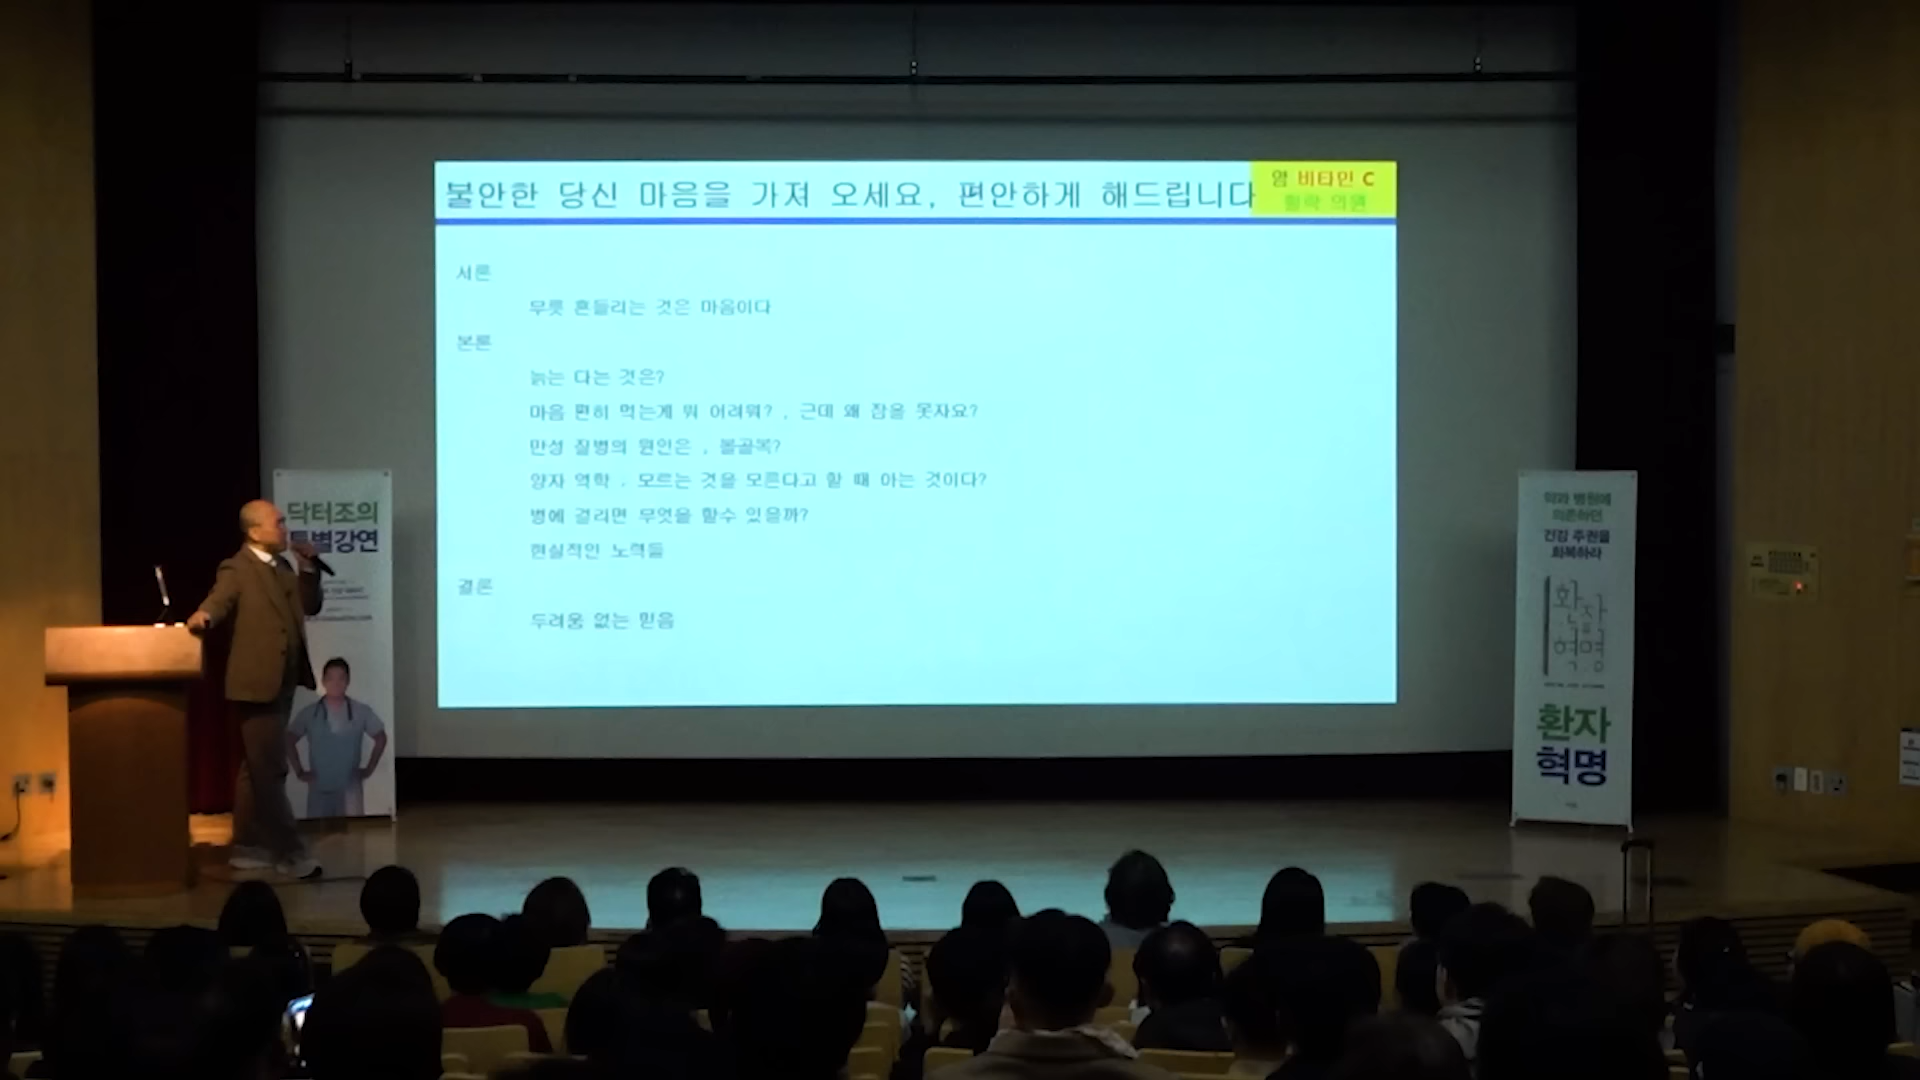 불안한 당신 마음을 가져 오세요, 편안하게 해드립니다
암 비타민 C
활락 의원
서론
무릇 흔들리는 것은 마음이다
본론
늙는 다는 것은?
마음 편히 먹는게 뭐 어려워? , 근데 왜 잠을 못자요?
만성 질병의 원인은 , 몰골복?
양자 역학 , 모르는 것을 모른다고 할 때 아는 것이다?
병에 걸리면 무엇을 할수 있을까?
현실적인 노력들
결론
두려움 없는 믿음
닥터조의
특별강연
약과 병원에
의존하던
건강 주권을
회복하라
환자
혁명
환자
혁명